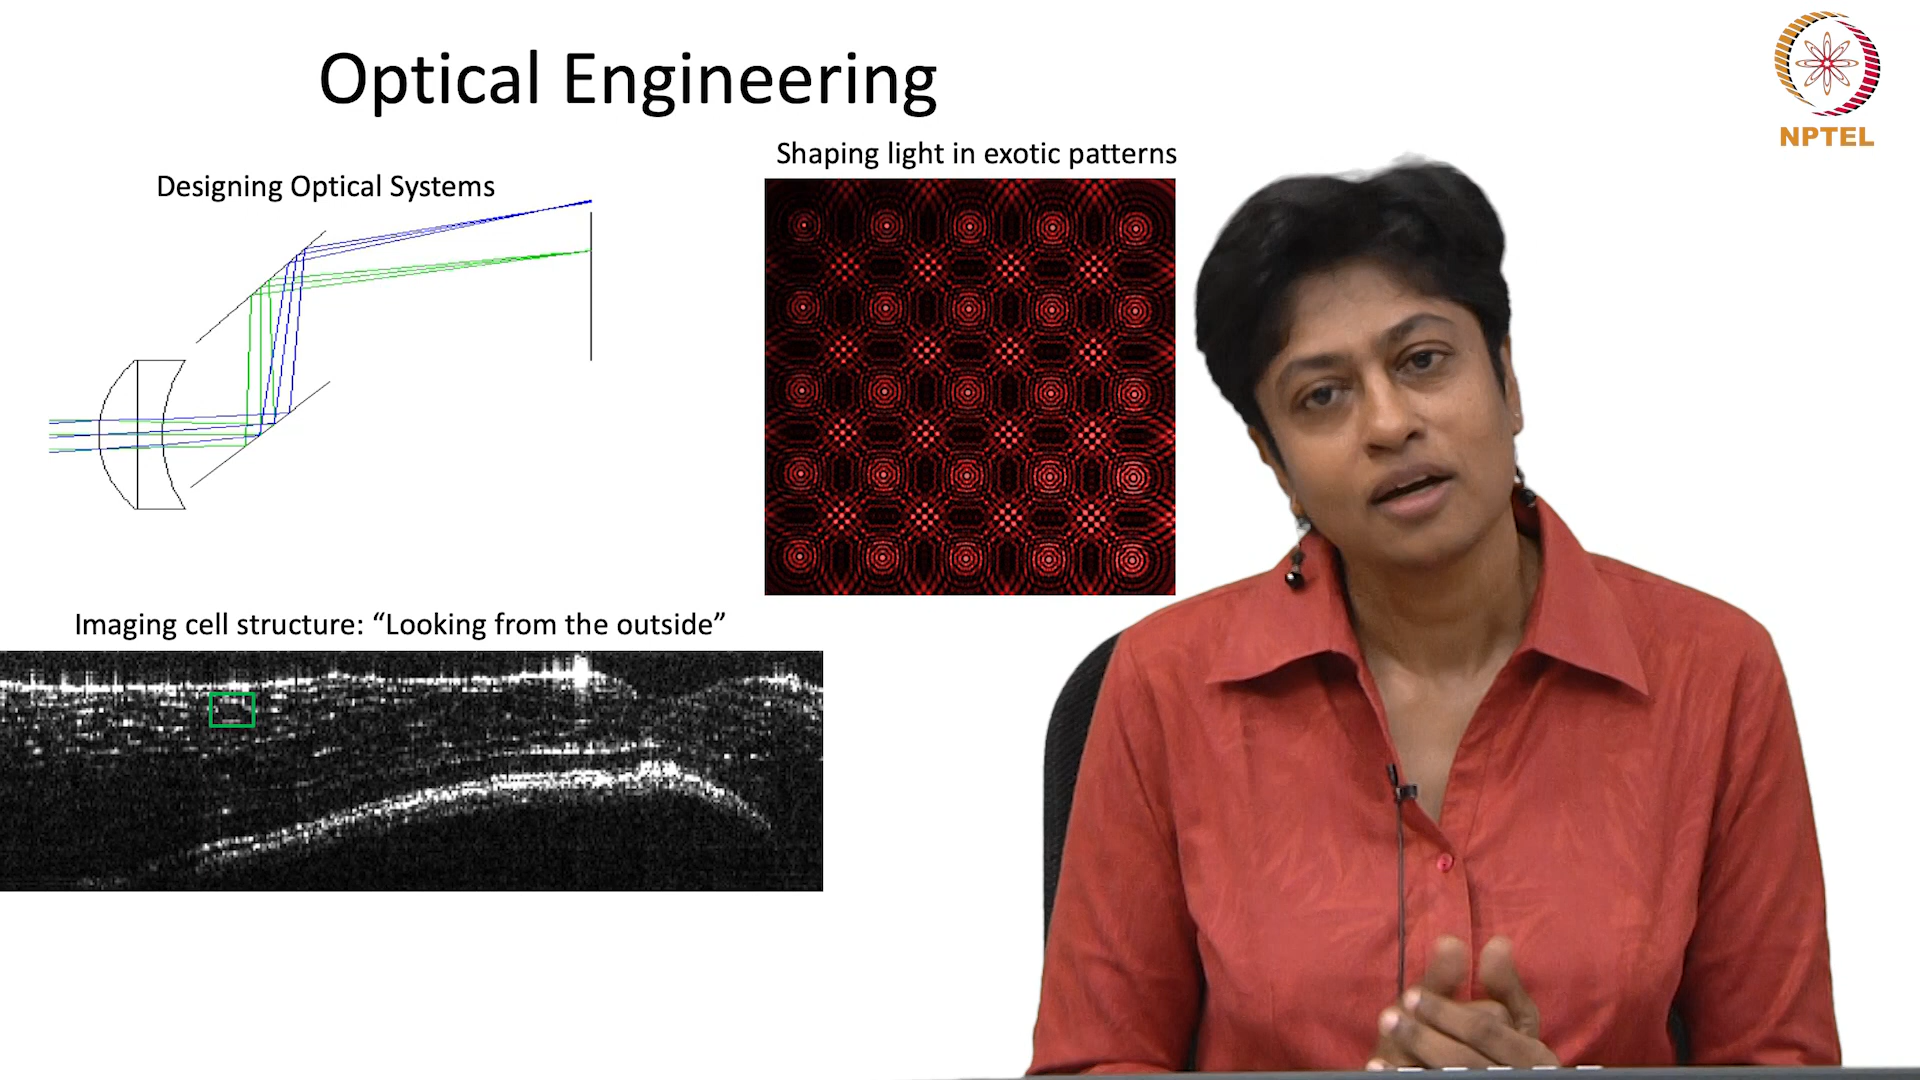 Optical Engineering
NPTEL
Shaping light in exotic patterns
Designing Optical Systems
Imaging cell structure: “Looking from the outside”